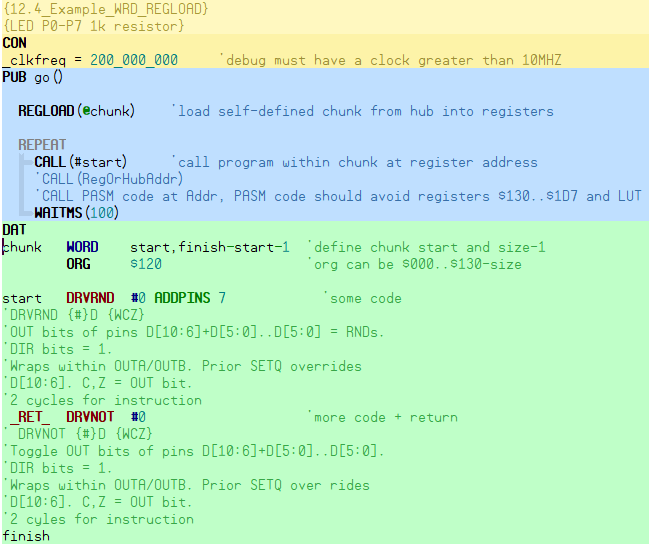 {12.4_Example_WRD_REGLOAD}
{LED P0-P7 1k resistor}
CON
_clkfreq = 200_000_000 'debug must have a clock greater than 10MHZ
PUB go()
REGLOAD(@chunk) 'load self-defined chunk from hub into registers
REPEAT
CALL(#start) 'call program within chunk at register address
'CALL(RegOrHubAddr)
'CALL PASM code at Addr, PASM code should avoid registers $130..$1D7 and LUT
WAITMS(100)
DAT
chunk WORD start,finish-start-1 'define chunk start and size-1
ORG $120 'org can be $000..$130-size
start DRVRND #0 ADDPINS 7 'some code
'DRVRND {#}D {WCZ}
'OUT bits of pins D[10:6]+D[5:0]..D[5:0] = RNDs.
'DIR bits = 1.
'Wraps within OUTA/OUTB. Prior SETQ overrides
'D[10:6]. C,Z = OUT bit.
'2 cycles for instruction
_RET_ DRVNOT #0 'more code + return
' DRVNOT {#}D {WCZ}
'Toggle OUT bits of pins D[10:6]+D[5:0]..D[5:0].
'DIR bits = 1.
'Wraps within OUTA/OUTB. Prior SETQ over rides
'D[10:6]. C,Z = OUT bit.
'2 cyles for instruction
finish